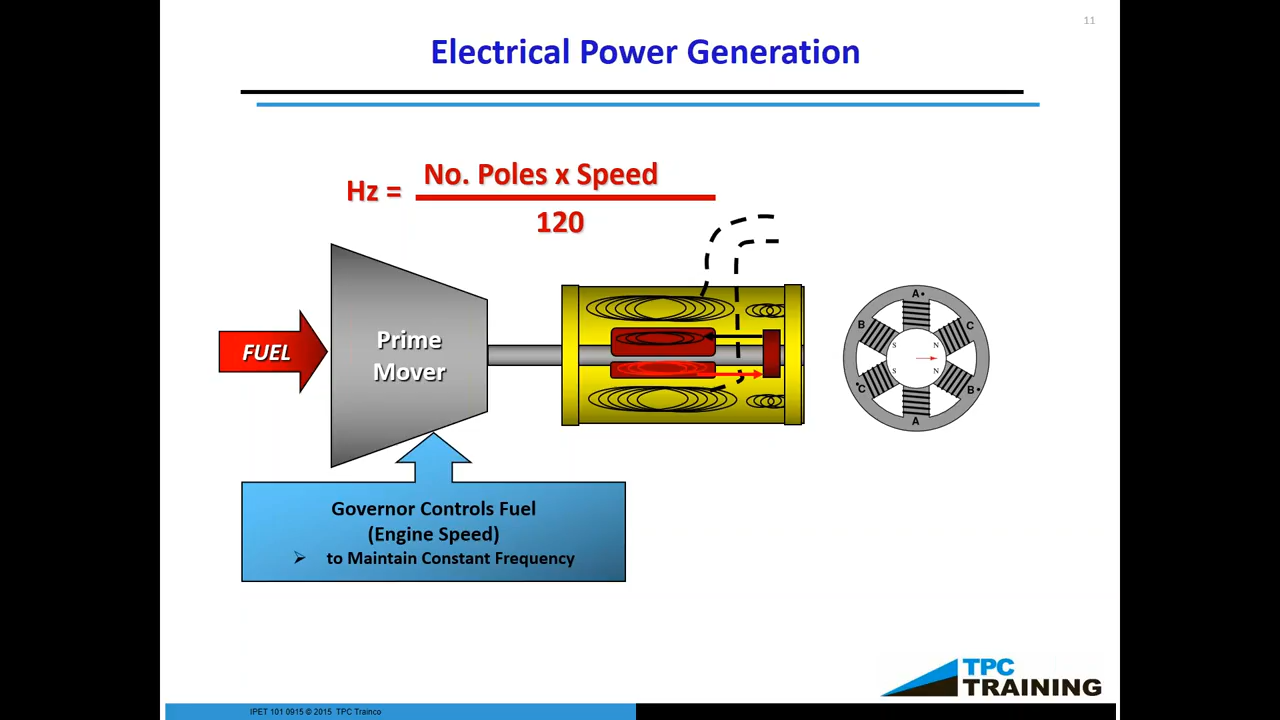 11
Electrical Power Generation
Hz =
No. Poles x Speed
120
FUEL
Prime
Mover
A•
B
C
S
N
S
N
•C
B•
A
Governor Controls Fuel
(Engine Speed)
➢ to Maintain Constant Frequency
TPC
TRAINING
IPET 101 0915 © 2015 TPC Trainco